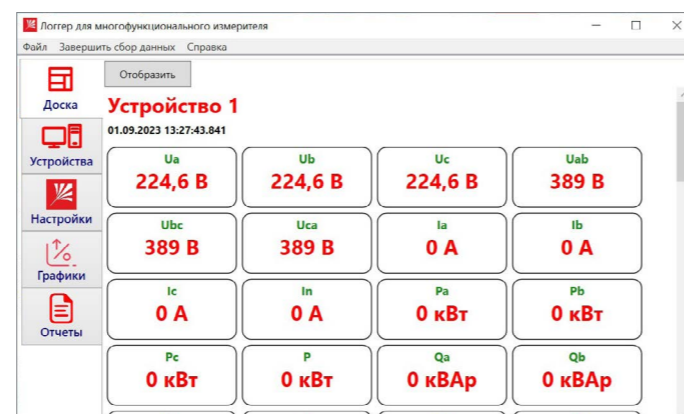 Логгер для многофункционального измерителя
Файл Завершить сбор данных Справка
Отобразить
Доска
Устройства
Настройки
Графики
Отчеты
Устройство 1
01.09.2023 13:27:43.841
Ua Ub Uc Uab
224,6 В 224,6 В 224,6 В 389 В
Ubc Uca Ia Ib
389 В 389 В 0 А 0 А
Ic In Pa Pb
0 А 0 А 0 кВт 0 кВт
Pc P Qa Qb
0 кВт 0 кВт 0 кВАр 0 кВАр